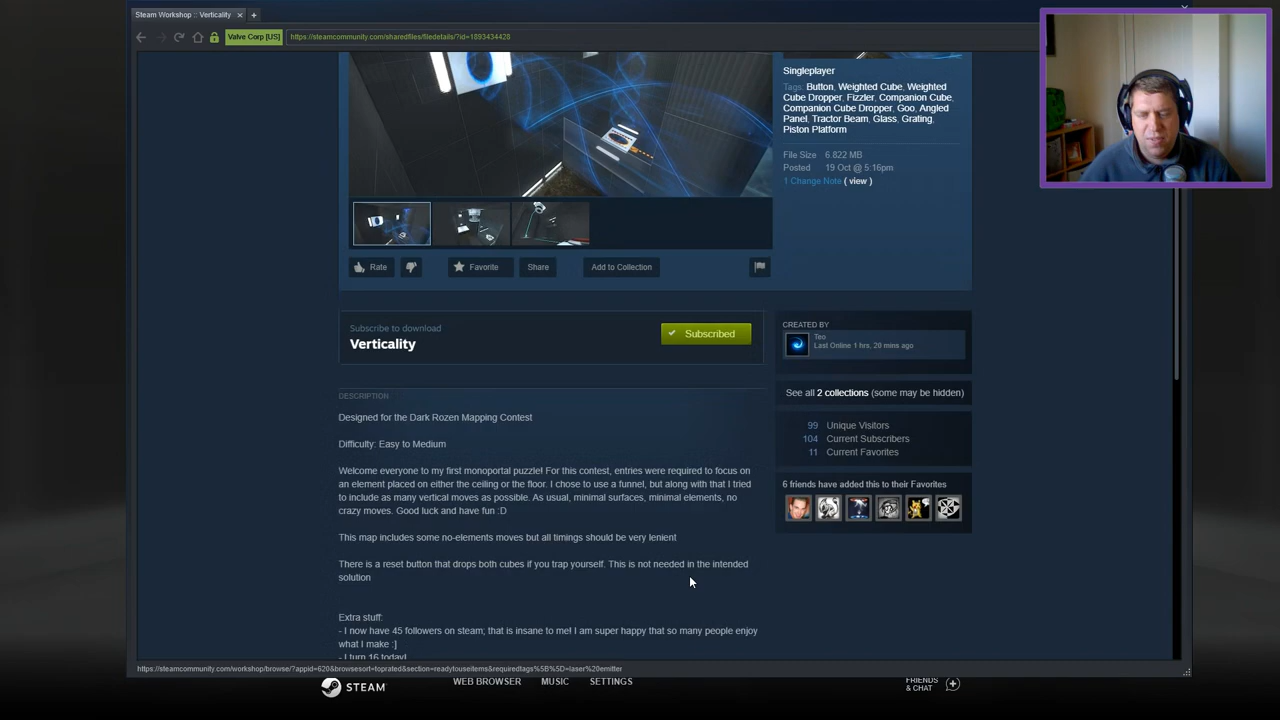 Steam Workshop :: Verticality
Valve Corp [US]
https://steamcommunity.com/sharedfiles/filedetails/?id=1893434428
Singleplayer
Tags: Button, Weighted Cube, Weighted
Cube Dropper, Fizzler, Companion Cube,
Companion Cube Dropper, Goo, Angled
Panel, Tractor Beam, Glass, Grating,
Piston Platform
File Size 6.822 MB
Posted 19 Oct @ 5:16pm
1 Change Note ( view )
Rate
Favorite
Share
Add to Collection
Subscribe to download
Verticality
Subscribed
CREATED BY
Teo
Last Online 1 hrs, 20 mins ago
See all 2 collections (some may be hidden)
99 Unique Visitors
104 Current Subscribers
11 Current Favorites
6 friends have added this to their Favorites
DESCRIPTION
Designed for the Dark Rozen Mapping Contest
Difficulty: Easy to Medium
Welcome everyone to my first monoportal puzzle! For this contest, entries were required to focus on
an element placed on either the ceiling or the floor. I chose to use a funnel, but along with that I tried
to include as many vertical moves as possible. As usual, minimal surfaces, minimal elements, no
crazy moves. Good luck and have fun :D
This map includes some no-elements moves but all timings should be very lenient
There is a reset button that drops both cubes if you trap yourself. This is not needed in the intended
solution
Extra stuff:
- I now have 45 followers on steam; that is insane to me! I am super happy that so many people enjoy
what I make :]
- I turn 16 today!
https://steamcommunity.com/workshop/browse/?appid=620&browsesort=toprated&section=readytouseitems&requiredtags%5B%5D=laser%20emitter
STEAM
WEB BROWSER
MUSIC
SETTINGS
FRIENDS
& CHAT